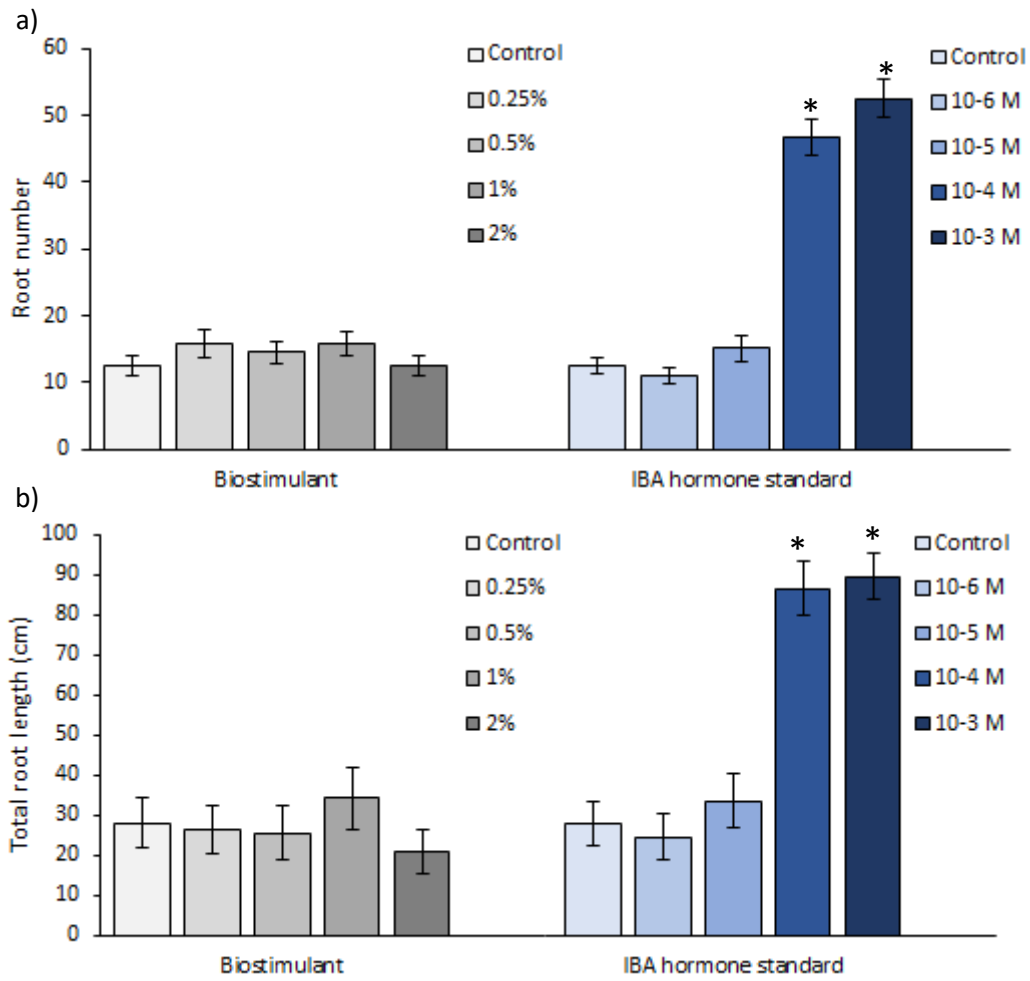 a)
60
50
40
30
20
10
0
Root number
Control
0.25%
0.5%
1%
2%
*
*
Control
10-6 M
10-5 M
10-4 M
10-3 M
Biostimulant
IBA hormone standard
b)
100
90
80
70
60
50
40
30
20
10
0
Total root length (cm)
Control
0.25%
0.5%
1%
2%
*
*
Control
10-6 M
10-5 M
10-4 M
10-3 M
Biostimulant
IBA hormone standard